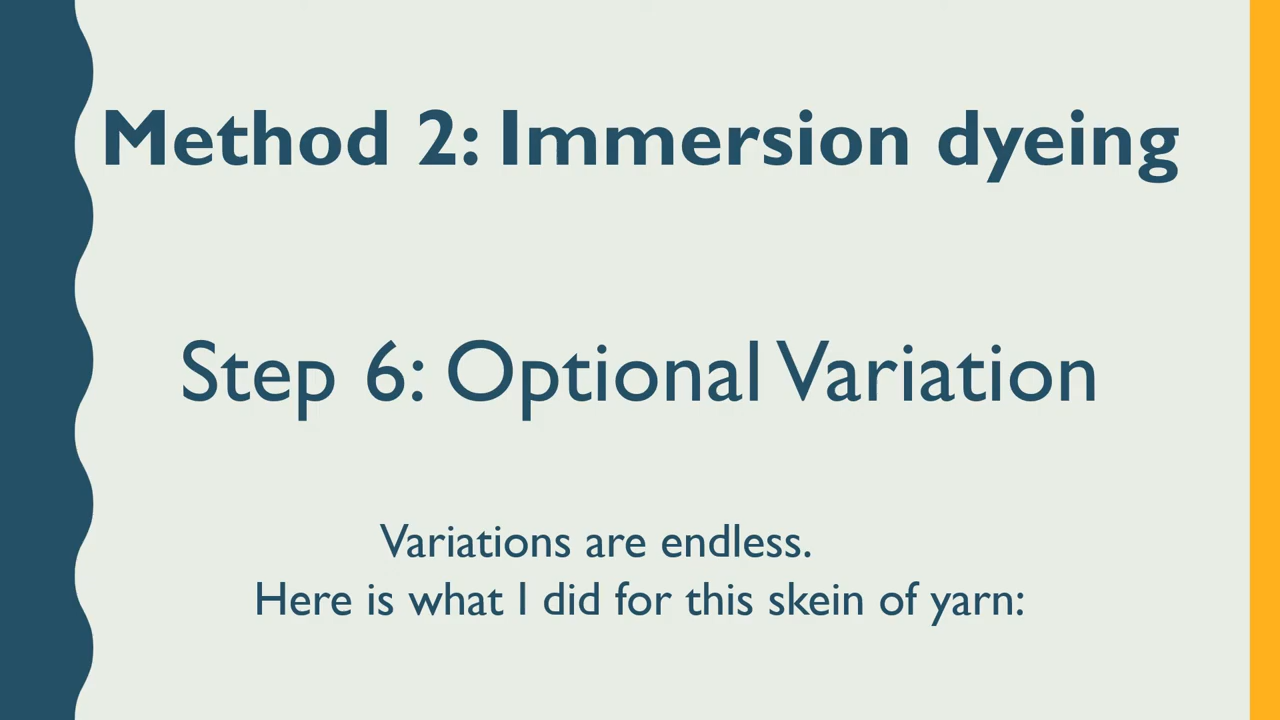 Method 2: Immersion dyeing
Step 6: Optional Variation
Variations are endless.
Here is what I did for this skein of yarn: